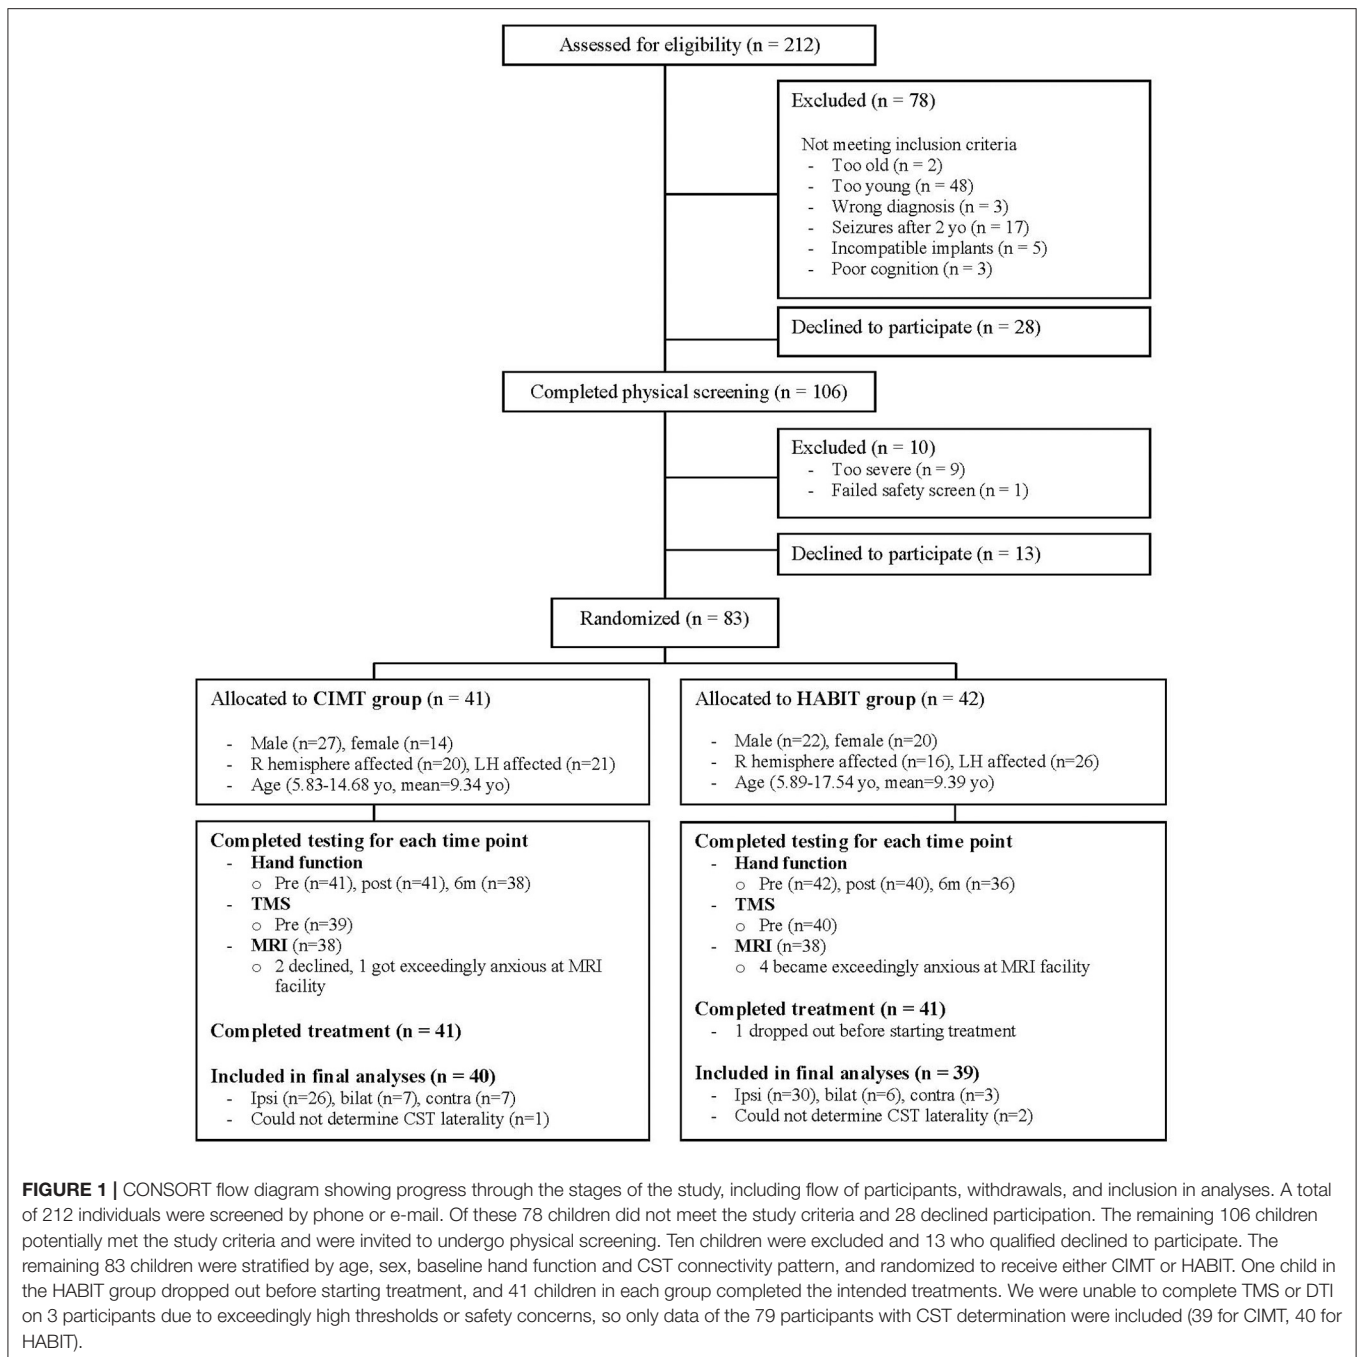 Assessed for eligibility (n = 212)
Excluded (n = 78)
Not meeting inclusion criteria
- Too old (n = 2)
- Too young (n = 48)
- Wrong diagnosis (n = 3)
- Seizures after 2 yo (n = 17)
- Incompatible implants (n = 5)
- Poor cognition (n = 3)
Declined to participate (n = 28)
Completed physical screening (n = 106)
Excluded (n = 10)
- Too severe (n = 9)
- Failed safety screen (n = 1)
Declined to participate (n = 13)
Randomized (n = 83)
Allocated to CIMT group (n = 41)
- Male (n=27), female (n=14)
- R hemisphere affected (n=20), LH affected (n=21)
- Age (5.83-14.68 yo, mean=9.34 yo)
Completed testing for each time point
- Hand function
o Pre (n=41), post (n=41), 6m (n=38)
- TMS
o Pre (n=39)
- MRI (n=38)
o 2 declined, 1 got exceedingly anxious at MRI
facility
Completed treatment (n = 41)
Included in final analyses (n = 40)
- Ipsi (n=26), bilat (n=7), contra (n=7)
- Could not determine CST laterality (n=1)
Allocated to HABIT group (n = 42)
- Male (n=22), female (n=20)
- R hemisphere affected (n=16), LH affected (n=26)
- Age (5.89-17.54 yo, mean=9.39 yo)
Completed testing for each time point
- Hand function
o Pre (n=42), post (n=40), 6m (n=36)
- TMS
o Pre (n=40)
- MRI (n=38)
o 4 became exceedingly anxious at MRI facility
Completed treatment (n = 41)
- 1 dropped out before starting treatment
Included in final analyses (n = 39)
- Ipsi (n=30), bilat (n=6), contra (n=3)
- Could not determine CST laterality (n=2)
FIGURE 1 | CONSORT flow diagram showing progress through the stages of the study, including flow of participants, withdrawals, and inclusion in analyses. A total
of 212 individuals were screened by phone or e-mail. Of these 78 children did not meet the study criteria and 28 declined participation. The remaining 106 children
potentially met the study criteria and were invited to undergo physical screening. Ten children were excluded and 13 who qualified declined to participate. The
remaining 83 children were stratified by age, sex, baseline hand function and CST connectivity pattern, and randomized to receive either CIMT or HABIT. One child in
the HABIT group dropped out before starting treatment, and 41 children in each group completed the intended treatments. We were unable to complete TMS or DTI
on 3 participants due to exceedingly high thresholds or safety concerns, so only data of the 79 participants with CST determination were included (39 for CIMT, 40 for
HABIT).